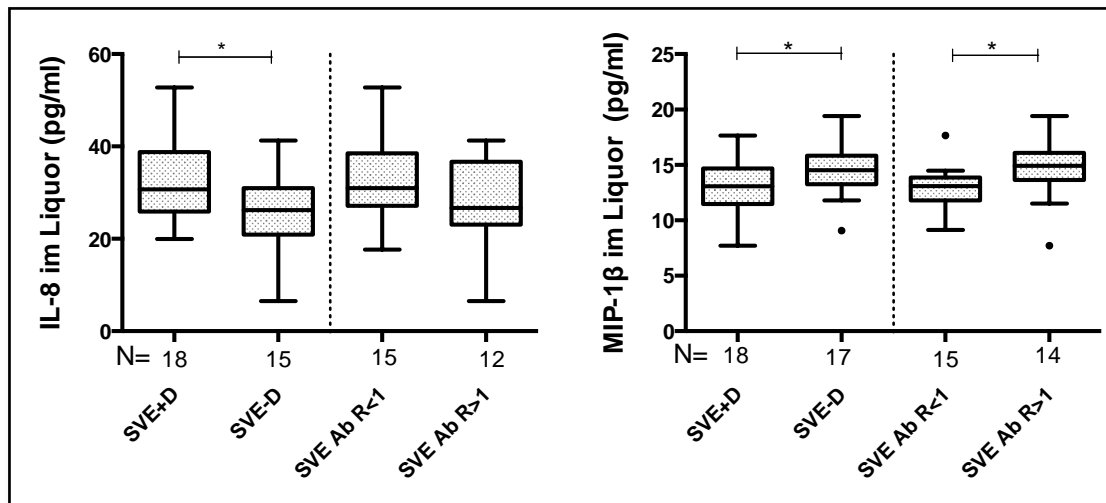 IL-8 im Liquor (pg/ml)
60
40
20
0
*
N= 18 15 15 12
SVE+D
SVE-D
SVE Ab R<1
SVE Ab R>1
MIP-1β im Liquor (pg/ml)
25
20
15
10
5
0
* *
N= 18 17 15 14
SVE+D
SVE-D
SVE Ab R<1
SVE Ab R>1